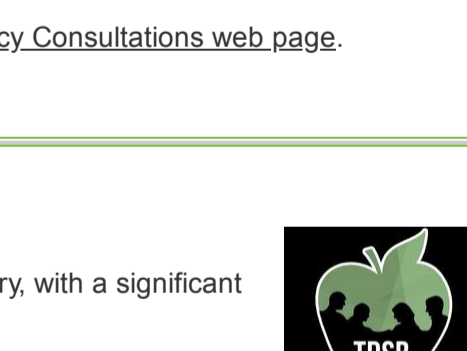 cy Consultations web page.
ry, with a significant
TDSB